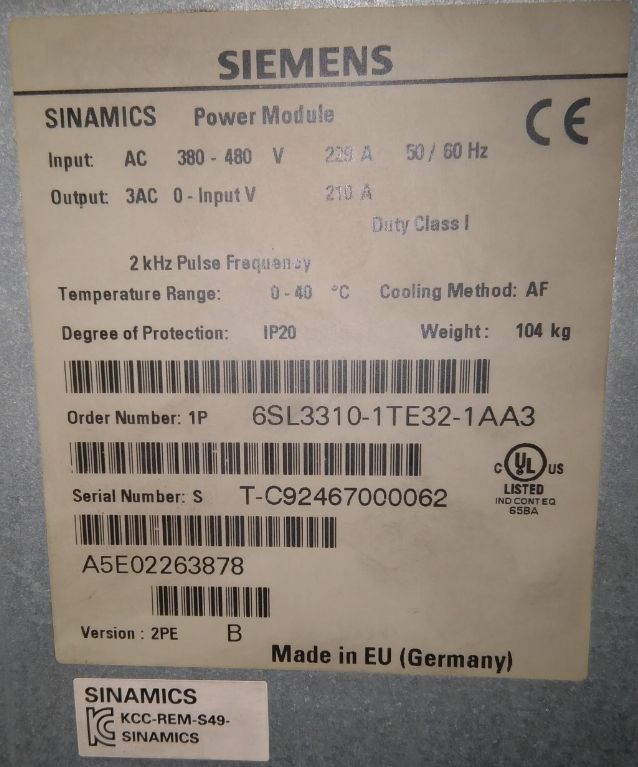 SIEMENS
SINAMICS Power Module
CE
Input: AC 380 - 480 V 229 A 50 / 60 Hz
Output: 3AC 0 - Input V 210 A
Duty Class I
2 kHz Pulse Frequency
Temperature Range: 0 - 40 °C Cooling Method: AF
Degree of Protection: IP20 Weight: 104 kg
Order Number: 1P 6SL3310-1TE32-1AA3
Serial Number: S T-C92467000062
C UL US
LISTED
IND CONT EQ
65BA
A5E02263878
Version : 2PE B
Made in EU (Germany)
SINAMICS
KCC-REM-S49-
SINAMICS